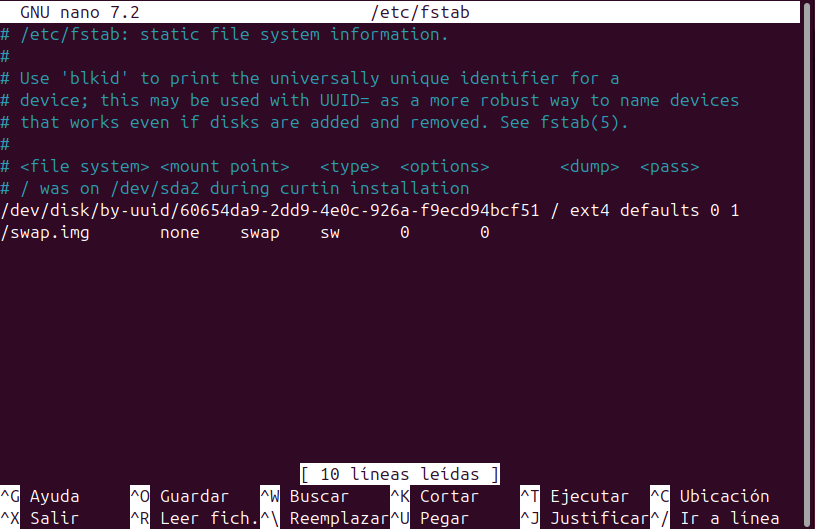 GNU nano 7.2 /etc/fstab
# /etc/fstab: static file system information.
#
# Use 'blkid' to print the universally unique identifier for a
# device; this may be used with UUID= as a more robust way to name devices
# that works even if disks are added and removed. See fstab(5).
#
# <file system> <mount point>   <type>  <options>       <dump>  <pass>
# / was on /dev/sda2 during curtin installation
/dev/disk/by-uuid/60654da9-2dd9-4e0c-926a-f9ecd94bcf51 / ext4 defaults 0 1
/swap.img       none    swap    sw      0       0
[ 10 líneas leídas ]
^G Ayuda ^O Guardar ^W Buscar ^K Cortar ^T Ejecutar ^C Ubicación
^X Salir ^R Leer fich. ^\ Reemplazar ^U Pegar ^J Justificar ^/ Ir a línea